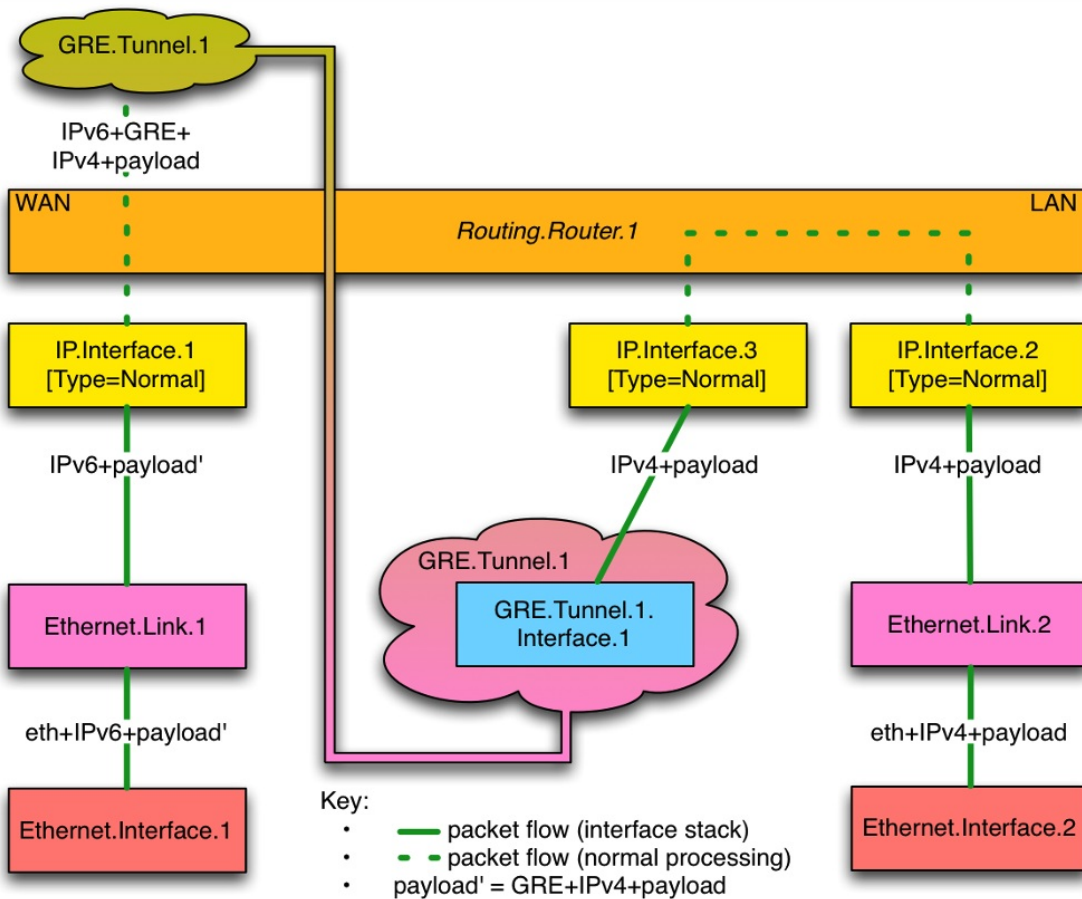 GRE.Tunnel.1
IPv6+GRE+
IPv4+payload
WAN
Routing.Router.1
LAN
IP.Interface.1
[Type=Normal]
IP.Interface.3
[Type=Normal]
IP.Interface.2
[Type=Normal]
IPv6+payload'
IPv4+payload
IPv4+payload
GRE.Tunnel.1
GRE.Tunnel.1.
Interface.1
Ethernet.Link.1
Ethernet.Link.2
eth+IPv6+payload'
eth+IPv4+payload
Ethernet.Interface.1
Ethernet.Interface.2
Key:
• packet flow (interface stack)
• packet flow (normal processing)
• payload' = GRE+IPv4+payload